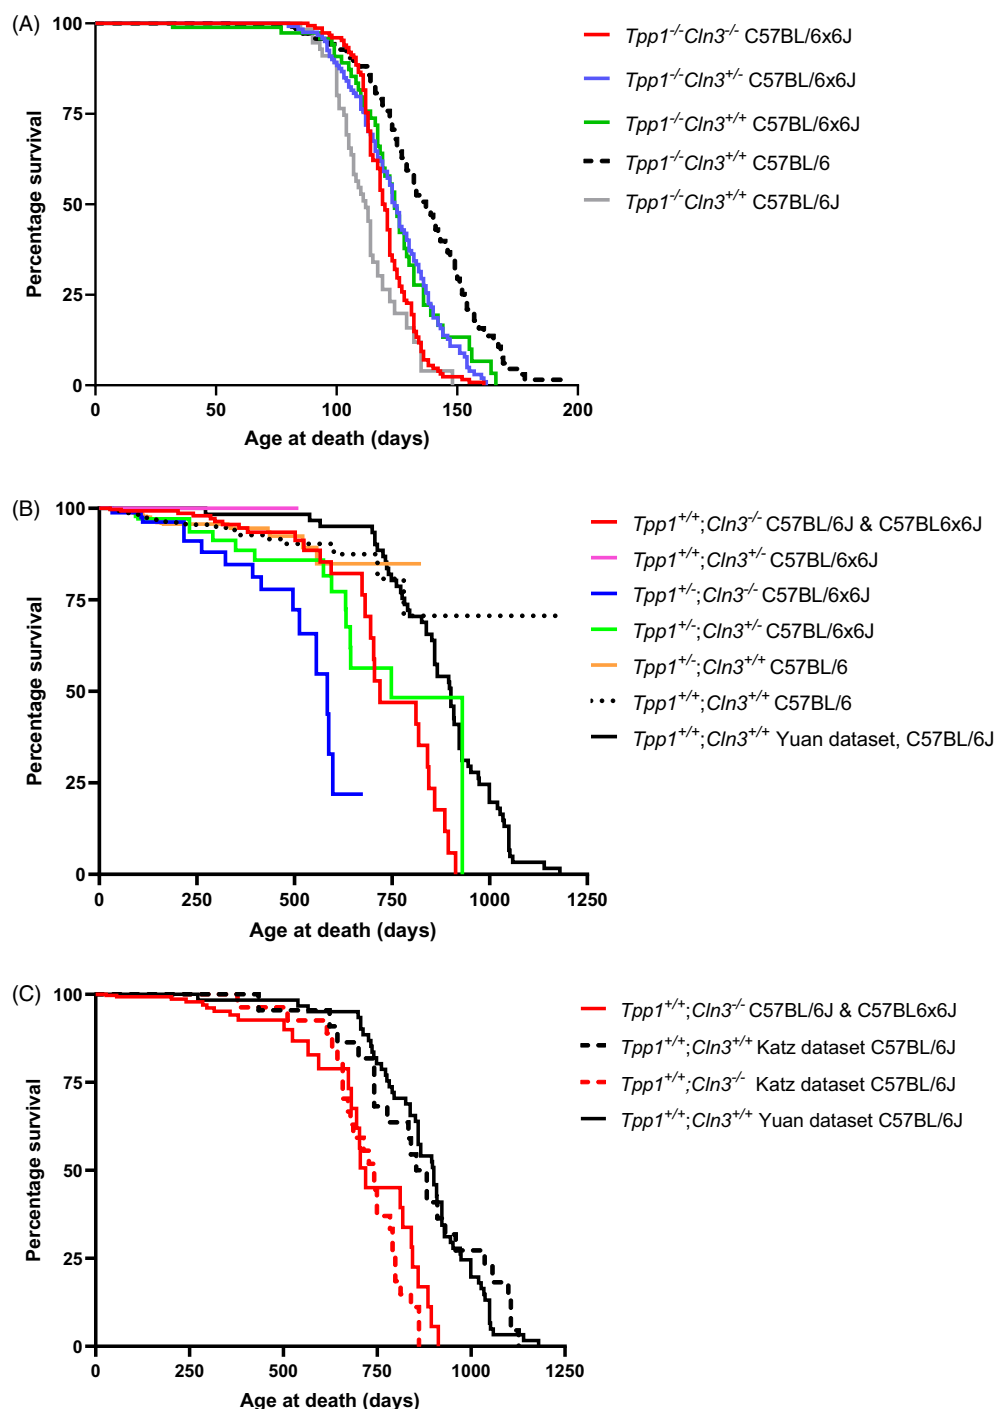 (A)
Percentage survival
100
75
50
25
0
0 50 100 150 200
Age at death (days)
Tpp1-/-Cln3-/- C57BL/6x6J
Tpp1-/-Cln3+/- C57BL/6x6J
Tpp1-/-Cln3+/+ C57BL/6x6J
Tpp1-/-Cln3+/+ C57BL/6
Tpp1-/-Cln3+/+ C57BL/6J
(B)
Percentage survival
100
75
50
25
0
0 250 500 750 1000 1250
Age at death (days)
Tpp1+/+;Cln3-/- C57BL/6J & C57BL6x6J
Tpp1+/+;Cln3+/- C57BL/6x6J
Tpp1+/-;Cln3-/- C57BL/6x6J
Tpp1+/-;Cln3+/- C57BL/6x6J
Tpp1+/-;Cln3+/+ C57BL/6
Tpp1+/+;Cln3+/+ C57BL/6
Tpp1+/+;Cln3+/+ Yuan dataset, C57BL/6J
(C)
Percentage survival
100
75
50
25
0
0 250 500 750 1000 1250
Age at death (days)
Tpp1+/+;Cln3-/- C57BL/6J & C57BL6x6J
Tpp1+/+;Cln3+/+ Katz dataset C57BL/6J
Tpp1+/+;Cln3-/- Katz dataset C57BL/6J
Tpp1+/+;Cln3+/+ Yuan dataset C57BL/6J